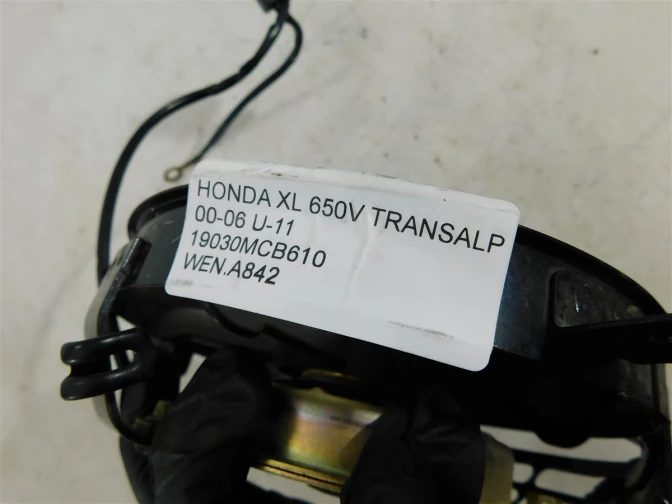 HONDA XL 650V TRANSALP
00-06 U-11
19030MCB610
WEN.A842